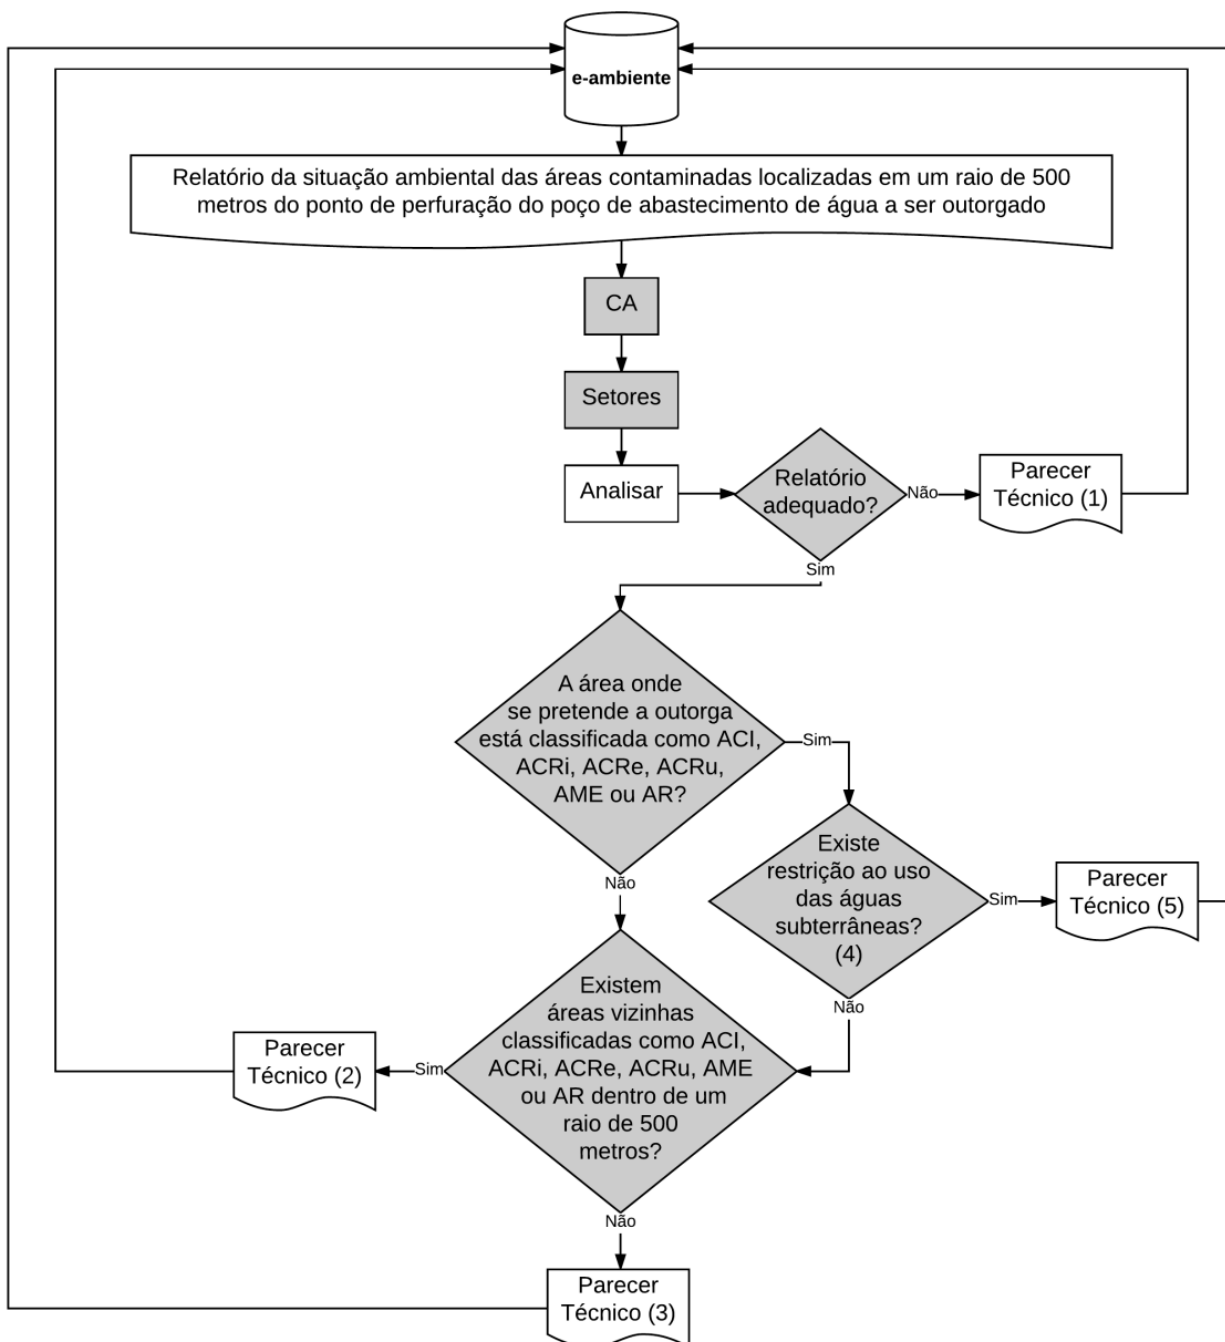 e-ambiente
Relatório da situação ambiental das áreas contaminadas localizadas em um raio de 500
metros do ponto de perfuração do poço de abastecimento de água a ser outorgado
CA
Setores
Analisar
Relatório
adequado?
Não
Parecer
Técnico (1)
Sim
A área onde
se pretende a outorga
está classificada como ACI,
ACRi, ACRe, ACRu,
AME ou AR?
Sim
Não
Existe
restrição ao uso
das águas
subterrâneas?
(4)
Sim
Parecer
Técnico (5)
Não
Existem
áreas vizinhas
classificadas como ACI,
ACRi, ACRe, ACRu, AME
ou AR dentro de um
raio de 500
metros?
Sim
Parecer
Técnico (2)
Não
Parecer
Técnico (3)